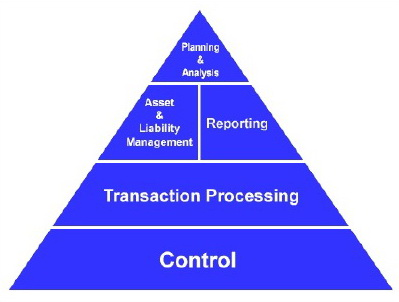 Planning
&
Analysis
Asset
&
Liability
Management
Reporting
Transaction Processing
Control